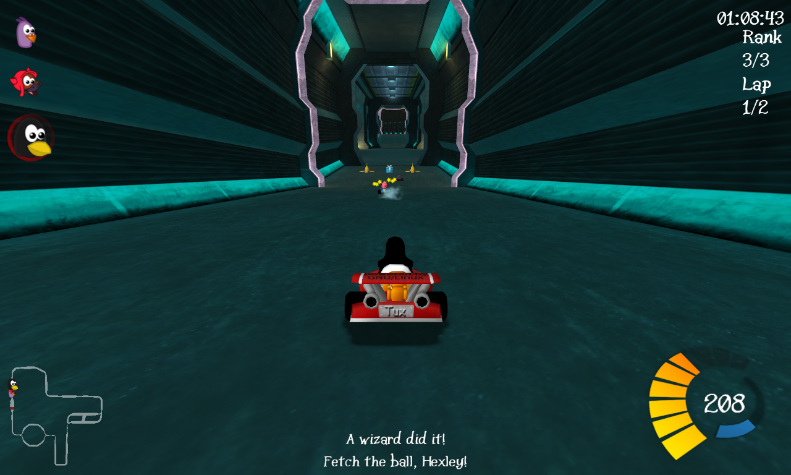 01:08:43
Rank
3/3
Lap
1/2
Tux
208
A wizard did it!
Fetch the ball, Hexley!